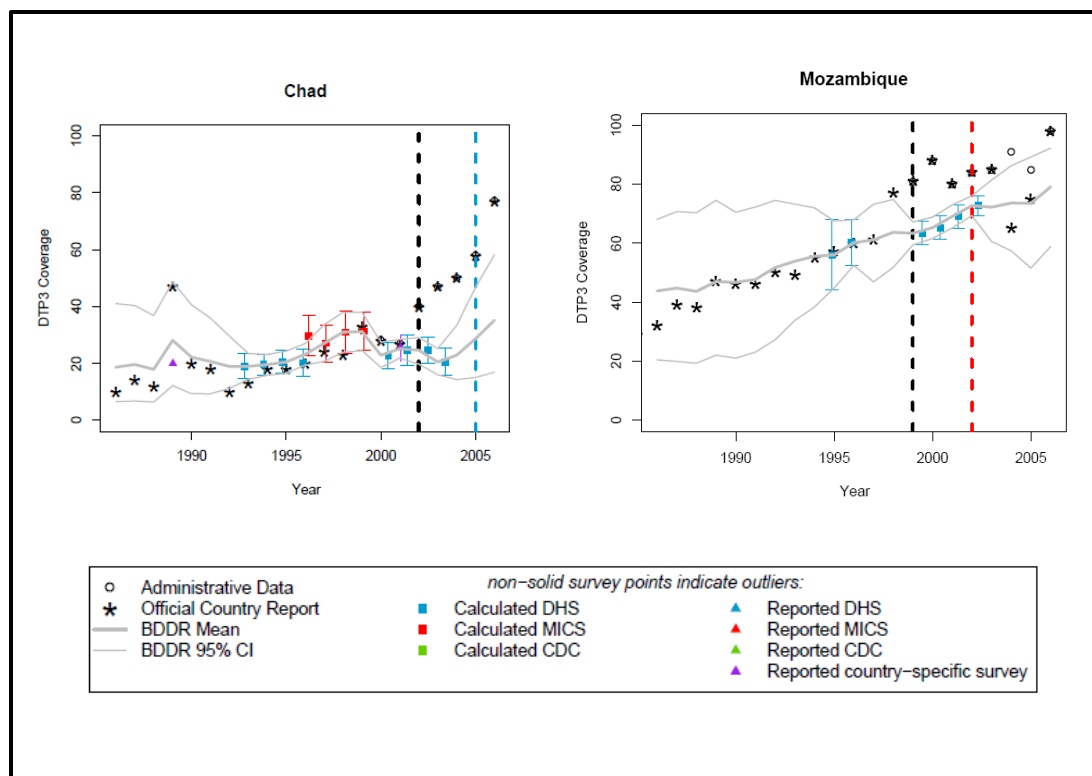 Chad
DTP3 Coverage
100
80
60
40
20
0
1990 1995 2000 2005
Year
Mozambique
DTP3 Coverage
100
80
60
40
20
0
1990 1995 2000 2005
Year
Administrative Data
Official Country Report
BDDR Mean
BDDR 95% CI
non−solid survey points indicate outliers:
Calculated DHS
Calculated MICS
Calculated CDC
Reported DHS
Reported MICS
Reported CDC
Reported country−specific survey